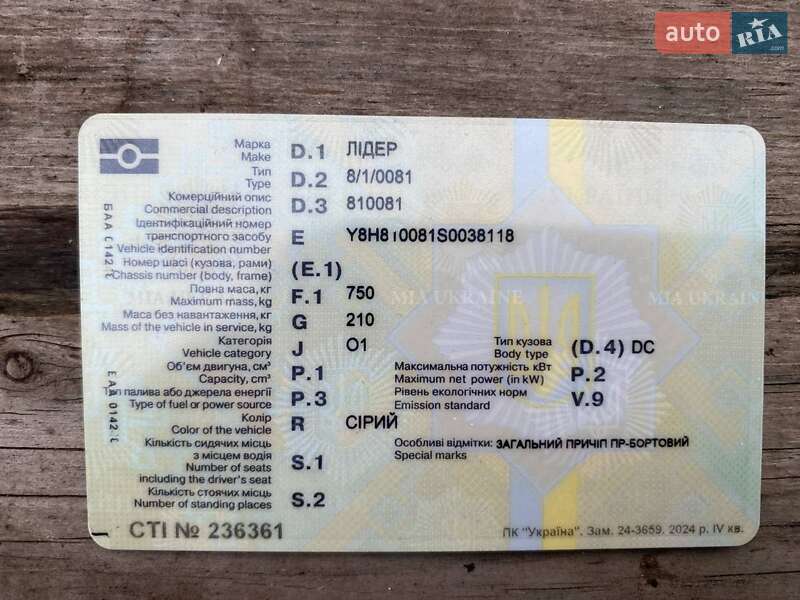 auto RIA.com
Марка D.1 ЛІДЕР
Make
Тип D.2 8/1/0081
Type
Комерційний опис D.3 810081
Commercial description
Ідентифікаційний номер
транспортного засобу E Y8H810081S0038118
Vehicle identification number
Номер шасі (кузова, рами) (E.1)
Chassis number (body, frame)
Повна маса, кг F.1 750
Maximum mass, kg
MIA UKRAINE MIA UKRAINE MIA UKRAINE
Маса без навантаження, кг G 210
Mass of the vehicle in service, kg
Категорія J O1 Тип кузова (D.4) DC
Vehicle category Body type
Об'єм двигуна, см³ P.1 Максимальна потужність кВт P.2
Capacity, cm³ Maximum net power (in kW)
палива або джерела енергії P.3 Рівень екологічних норм V.9
Type of fuel or power source Emission standard
Колір R СІРИЙ
Color of the vehicle
Кількість сидячих місць Особливі відмітки: ЗАГАЛЬНИЙ ПРИЧІП ПР-БОРТОВИЙ
з місцем водія S.1 Special marks
Number of seats
including the driver's seat
Кількість стоячих місць S.2
Number of standing places
СТІ № 236361
ПК "Україна". Зам. 24-3659. 2024 р. IV кв.